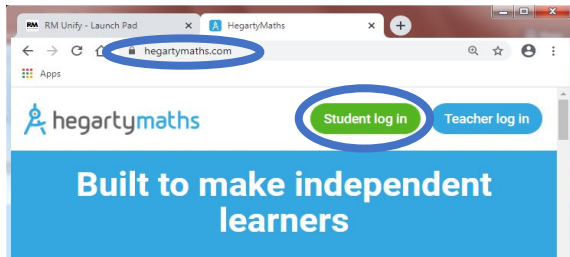 RM RM Unify - Launch Pad HegartyMaths
hegartymaths.com
Apps
hegartymaths Student log in Teacher log in
Built to make independent
learners